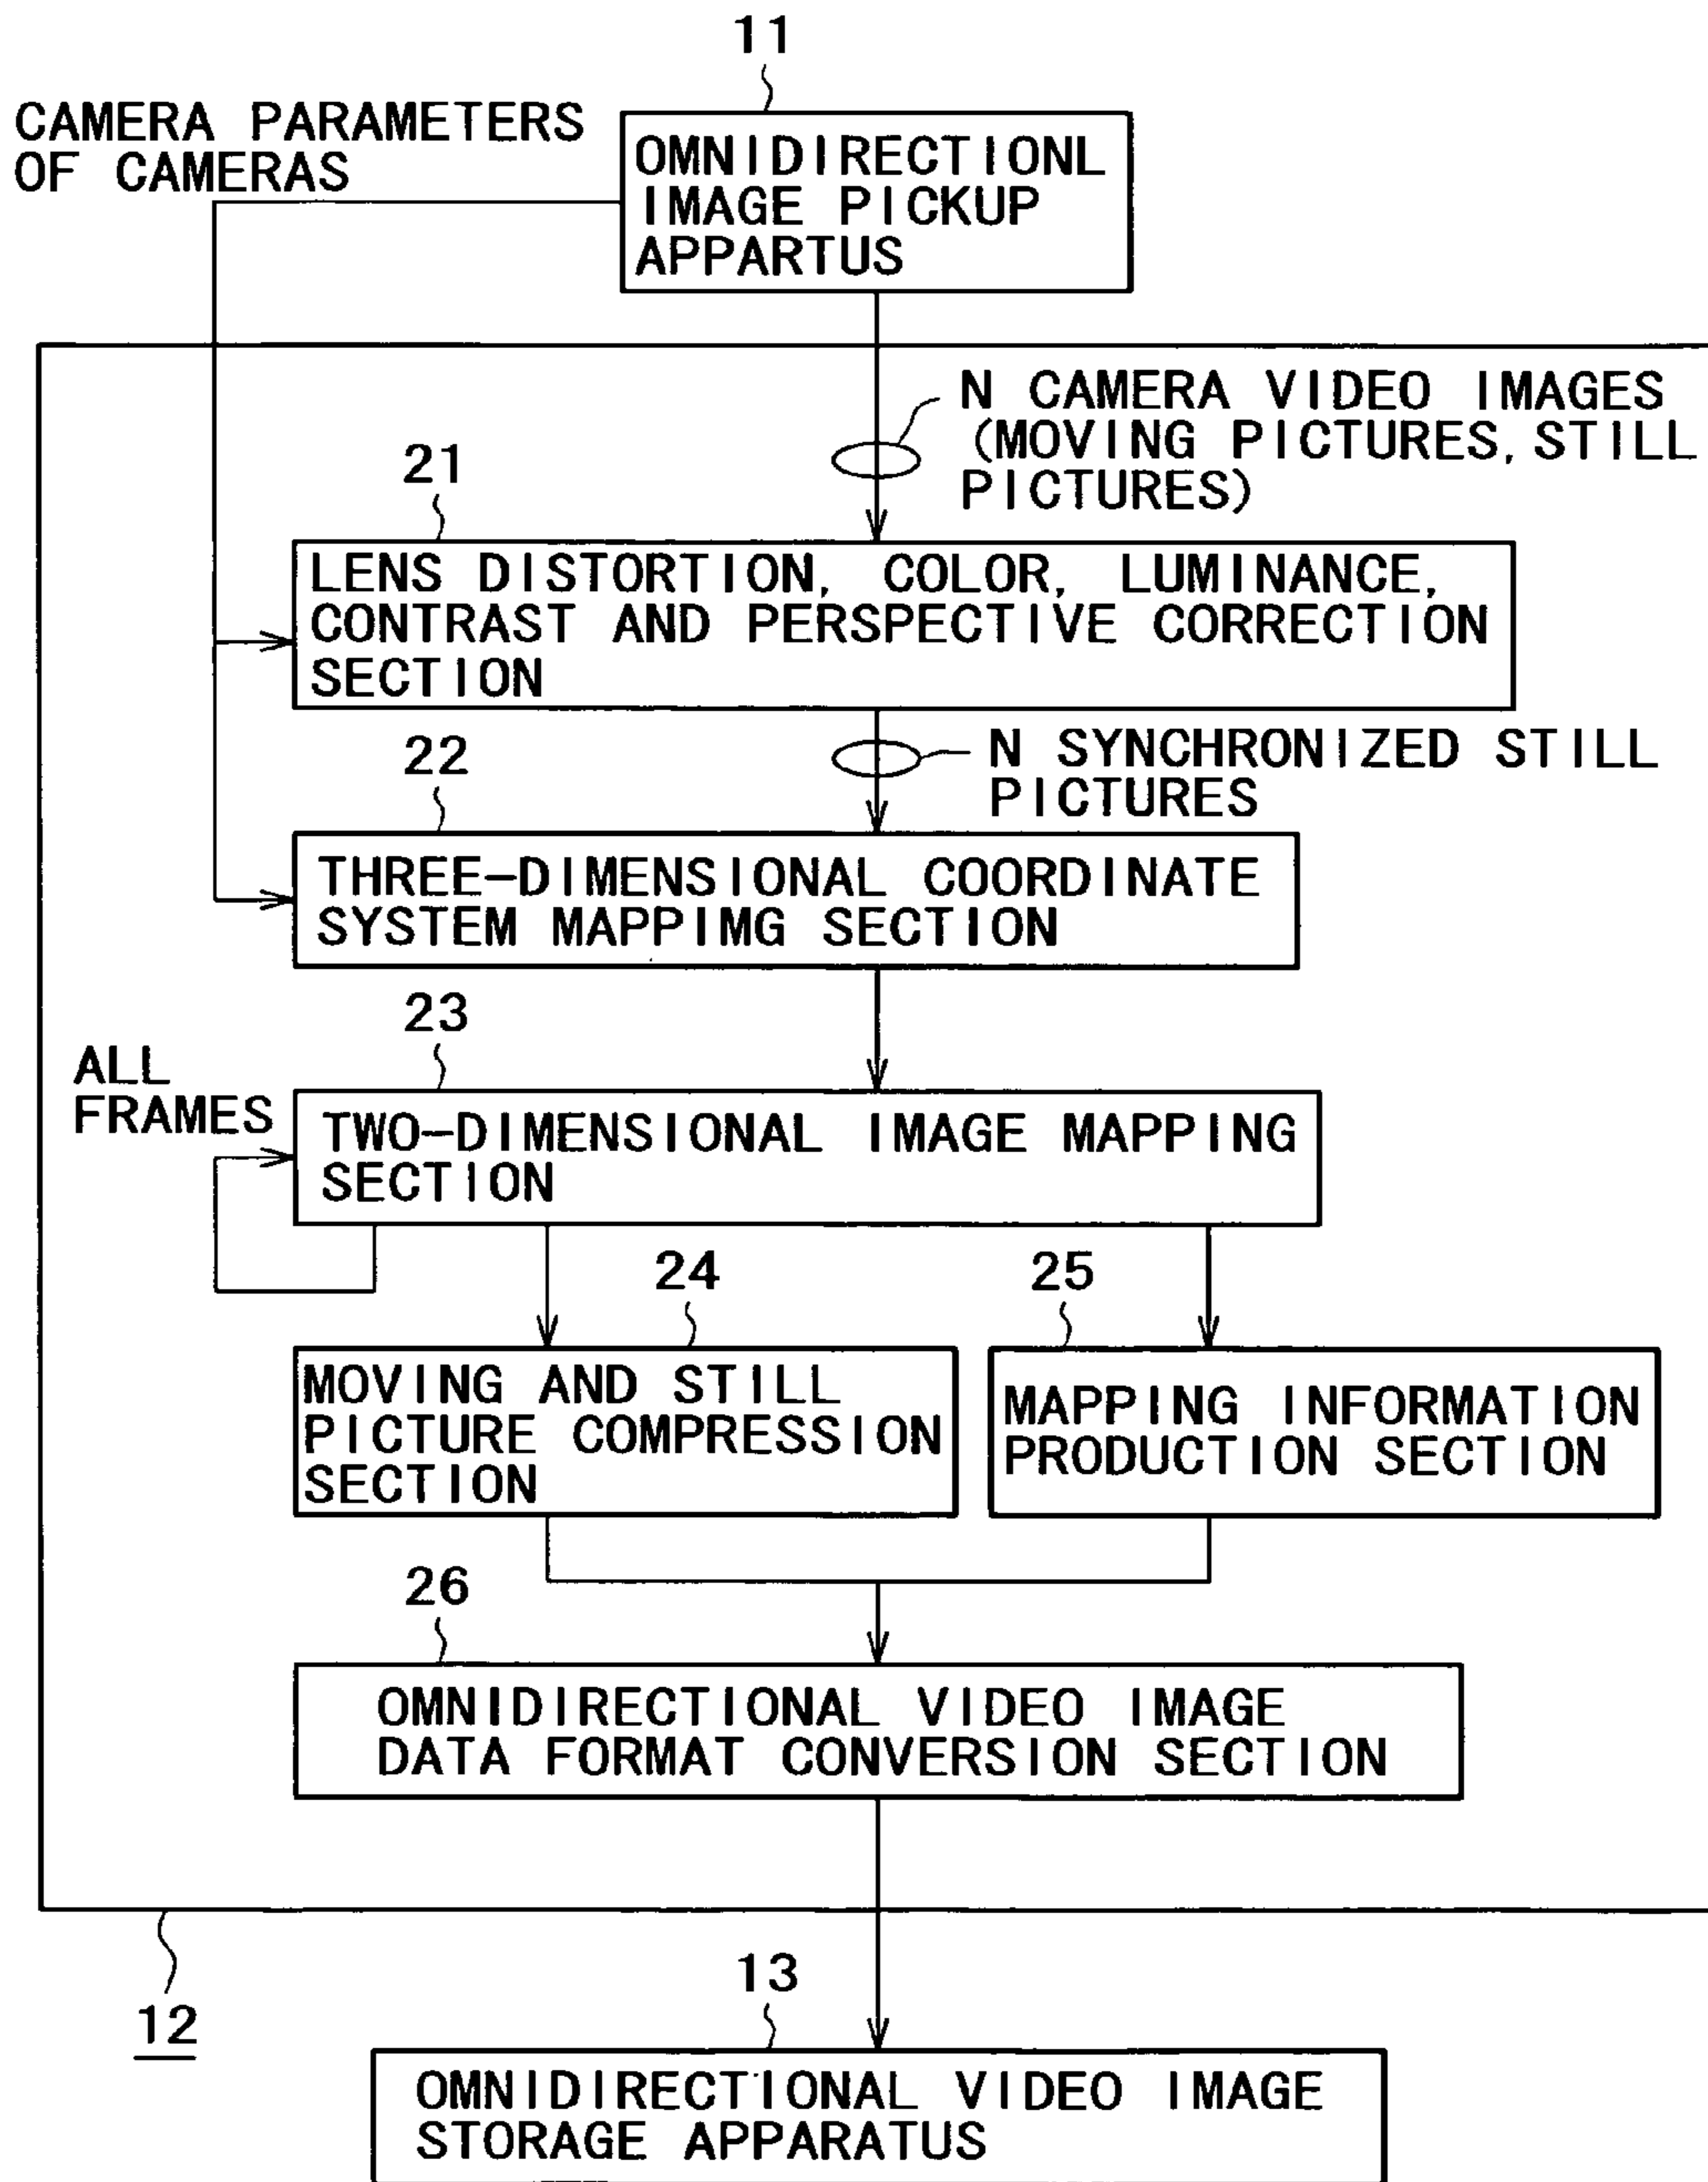 11
CAMERA PARAMETERS
OF CAMERAS
OMNIDIRECTIONL
IMAGE PICKUP
APPARTUS
N CAMERA VIDEO IMAGES
(MOVING PICTURES, STILL
PICTURES)
21
LENS DISTORTION, COLOR, LUMINANCE,
CONTRAST AND PERSPECTIVE CORRECTION
SECTION
N SYNCHRONIZED STILL
PICTURES
22
THREE-DIMENSIONAL COORDINATE
SYSTEM MAPPIMG SECTION
23
ALL
FRAMES
TWO-DIMENSIONAL IMAGE MAPPING
SECTION
24
25
MOVING AND STILL
PICTURE COMPRESSION
SECTION
MAPPING INFORMATION
PRODUCTION SECTION
26
OMNIDIRECTIONAL VIDEO IMAGE
DATA FORMAT CONVERSION SECTION
12
13
OMNIDIRECTIONAL VIDEO IMAGE
STORAGE APPARATUS